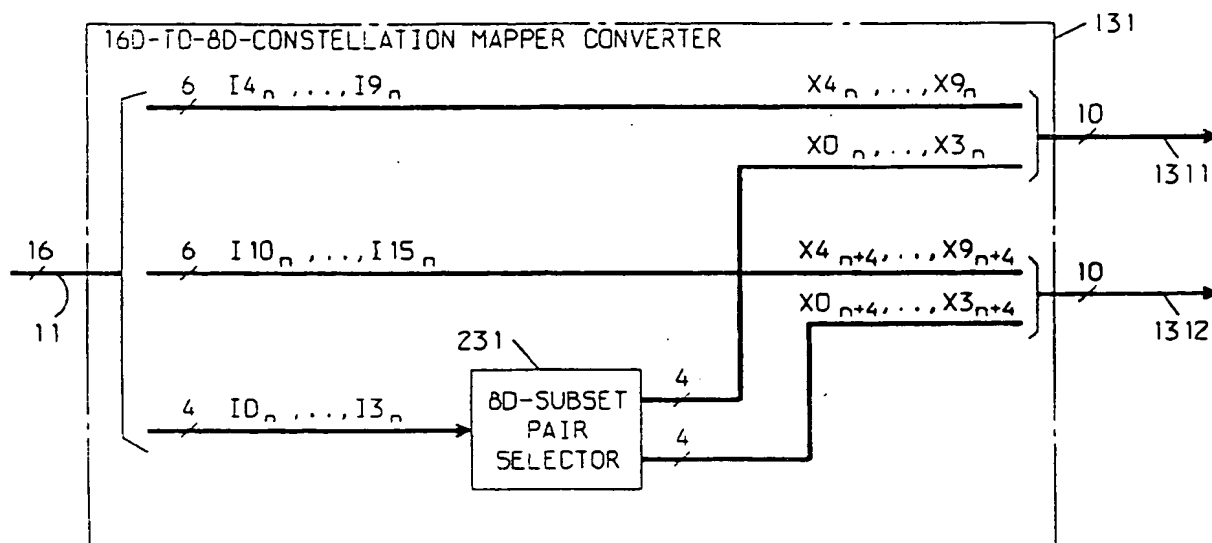 16D-TO-8D-CONSTELLATION MAPPER CONVERTER
131
6 I4n ,...,I9n X4n ,...,X9n
10
X0n ,...,X3n
1311
16
6 I10n ,...,I15n X4n+4,...,X9n+4
10
X0n+4,...,X3n+4
11
1312
231
4 I0n ,...,I3n
8D-SUBSET
PAIR
SELECTOR
4
4